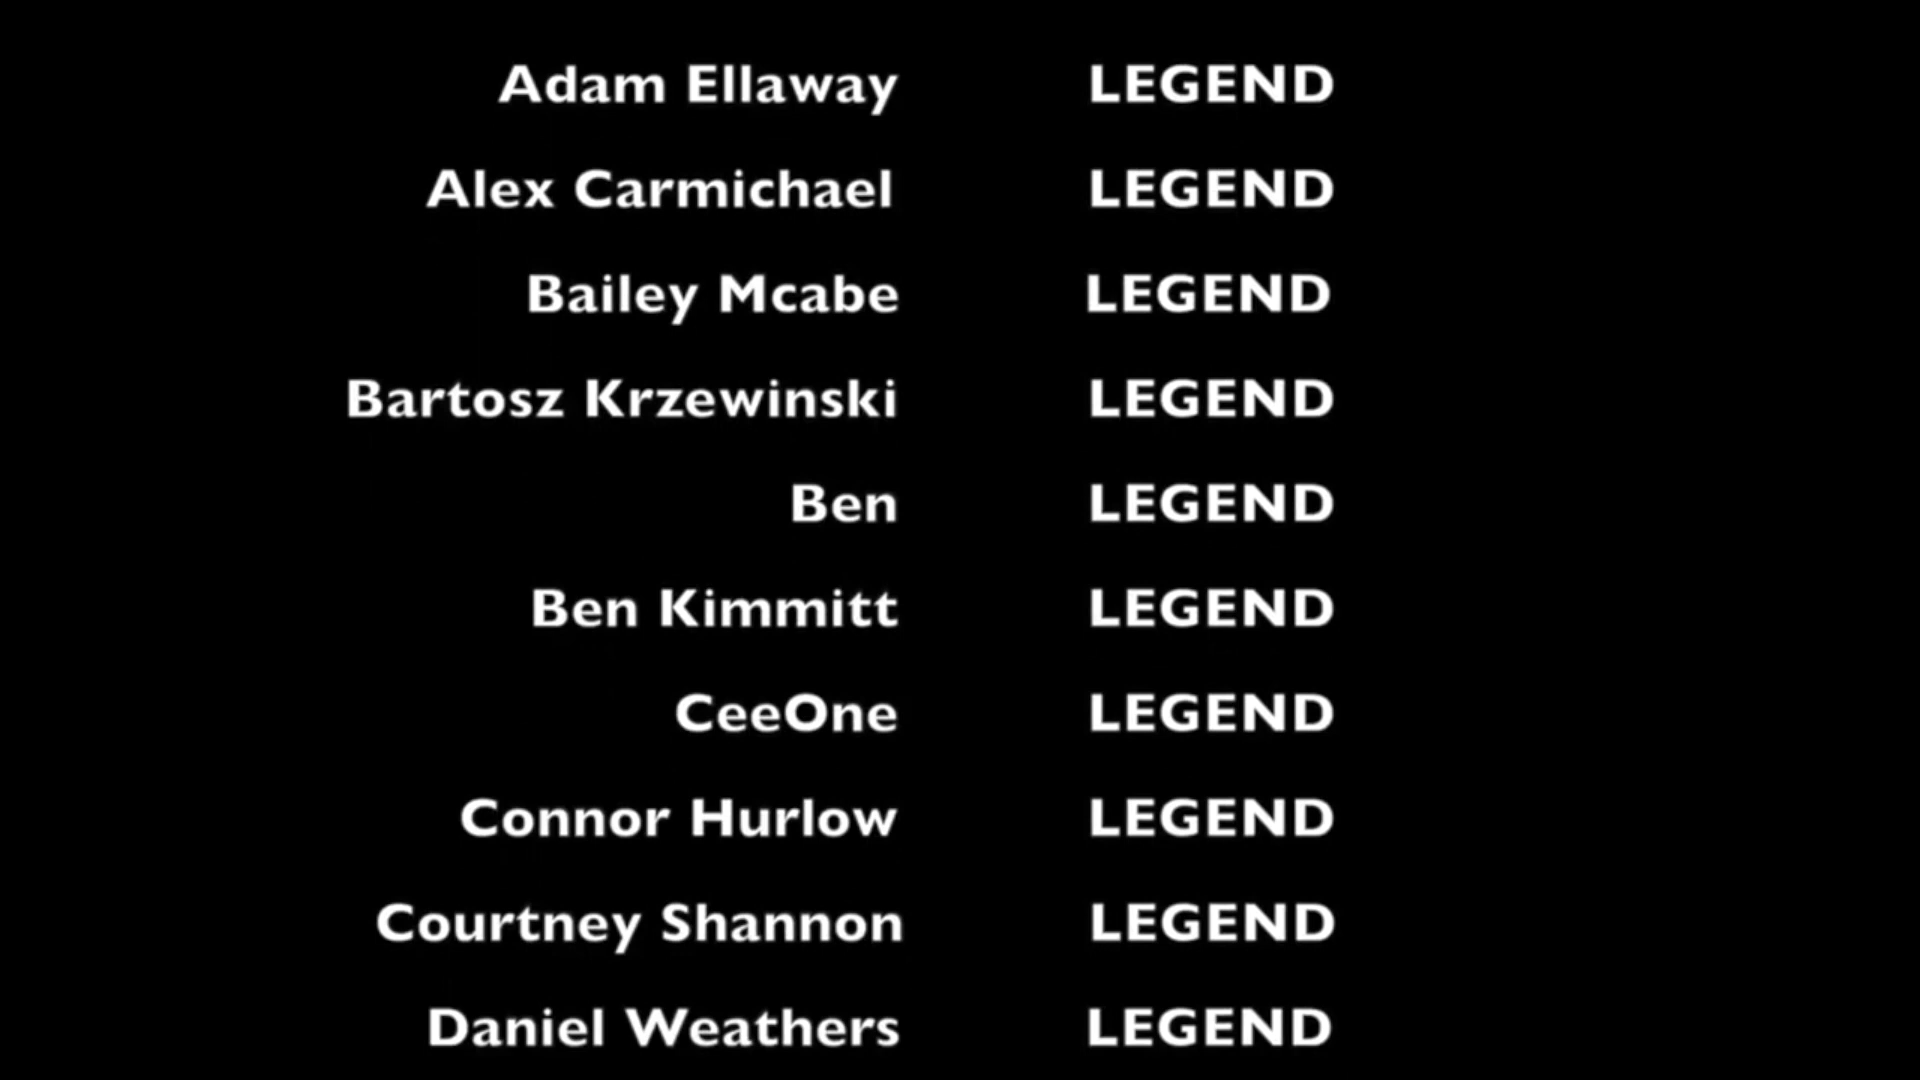 Adam Ellaway LEGEND
Alex Carmichael LEGEND
Bailey Mcabe LEGEND
Bartosz Krzewinski LEGEND
Ben LEGEND
Ben Kimmitt LEGEND
CeeOne LEGEND
Connor Hurlow LEGEND
Courtney Shannon LEGEND
Daniel Weathers LEGEND